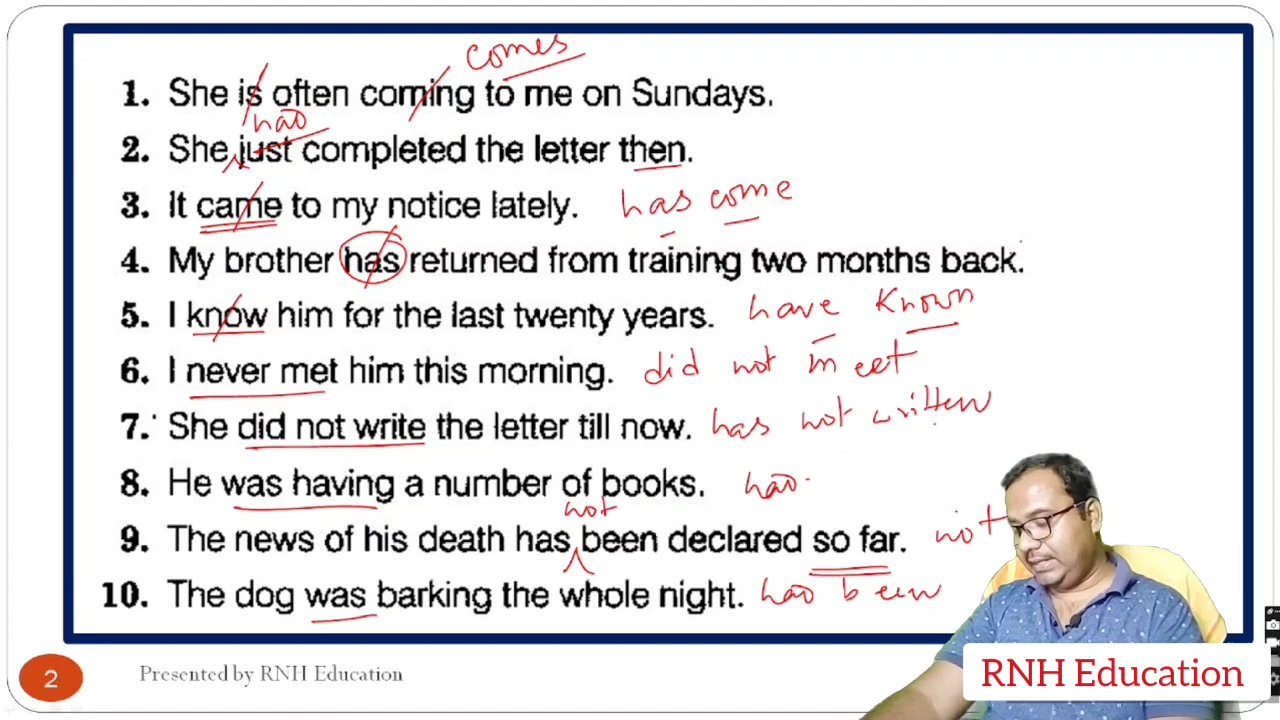 comes
1. She is often coming to me on Sundays.
had
2. She just completed the letter then.
3. It came to my notice lately. has come
4. My brother has returned from training two months back.
5. I know him for the last twenty years. have known
6. I never met him this morning. did not meet
7. She did not write the letter till now. has not written
8. He was having a number of books. had
not
9. The news of his death has been declared so far. not
10. The dog was barking the whole night. had been
2 Presented by RNH Education
RNH Education